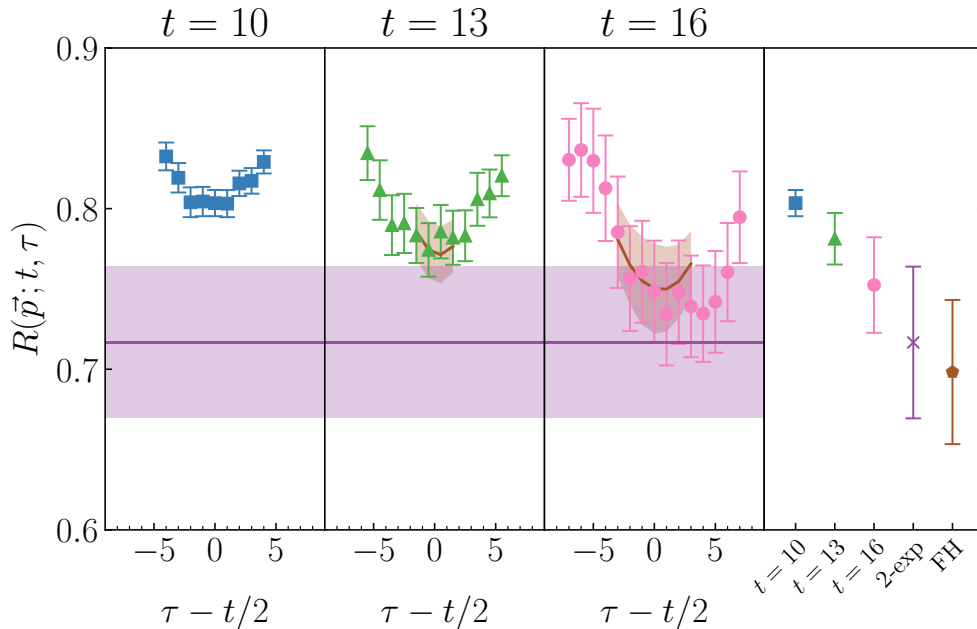 t = 10
t = 13
t = 16
R(p⃗; t, τ)
0.9
0.8
0.7
0.6
−5 0 5
−5 0 5
−5 0 5
τ − t/2
τ − t/2
τ − t/2
t = 10
t = 13
t = 16
2-exp
FH